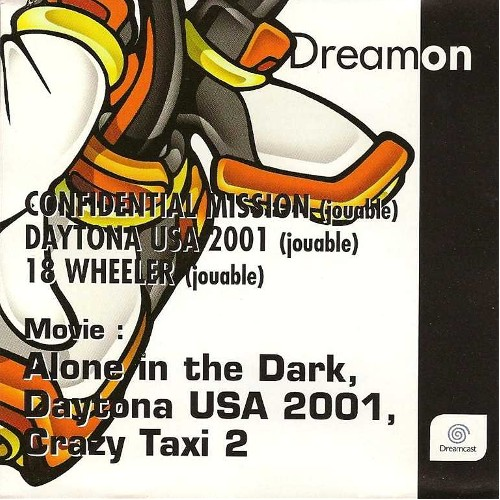 Dreamon
CONFIDENTIAL MISSION (jouable)
DAYTONA USA 2001 (jouable)
18 WHEELER (jouable)
Movie :
Alone in the Dark,
Daytona USA 2001,
Crazy Taxi 2
Dreamcast